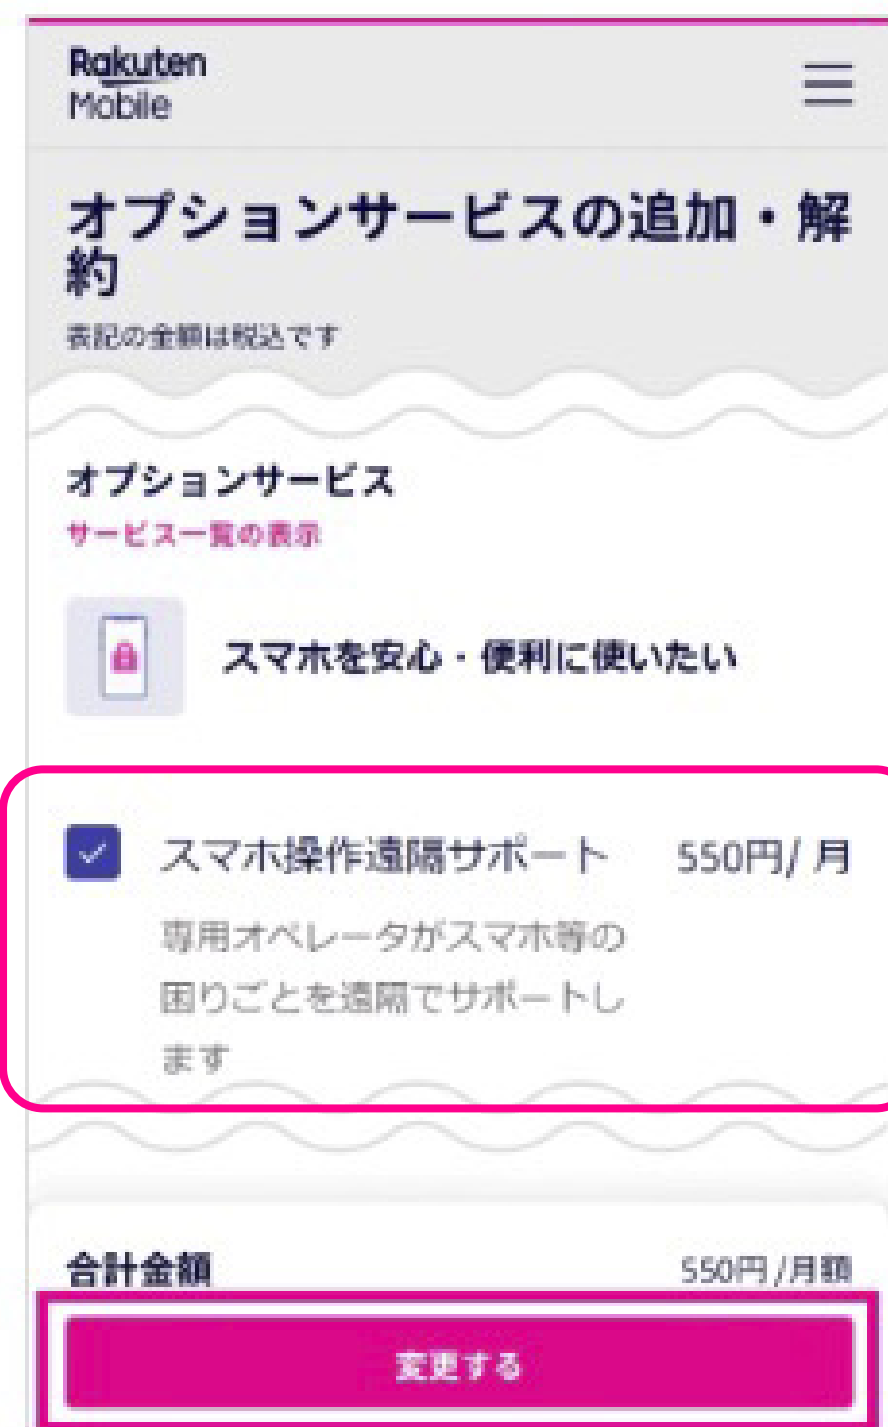 Rakuten
Mobile
オプションサービスの追加・解
約
表記の金額は税込です
オプションサービス
サービス一覧の表示
スマホを安心・便利に使いたい
スマホ操作遠隔サポート 550円/ 月
専用オペレータがスマホ等の
困りごとを遠隔でサポートし
ます
合計金額 550円/月額
変更する